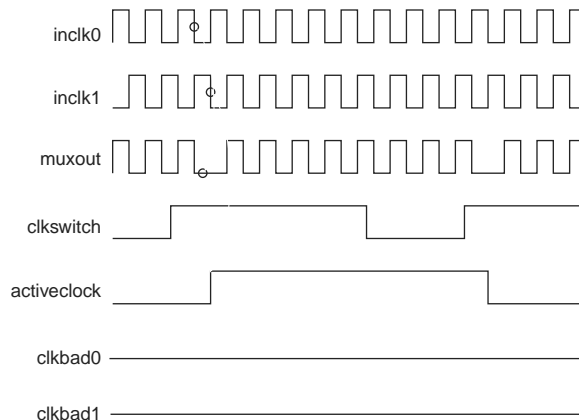 inclk0
inclk1
muxout
clkswitch
activeclock
clkbad0
clkbad1